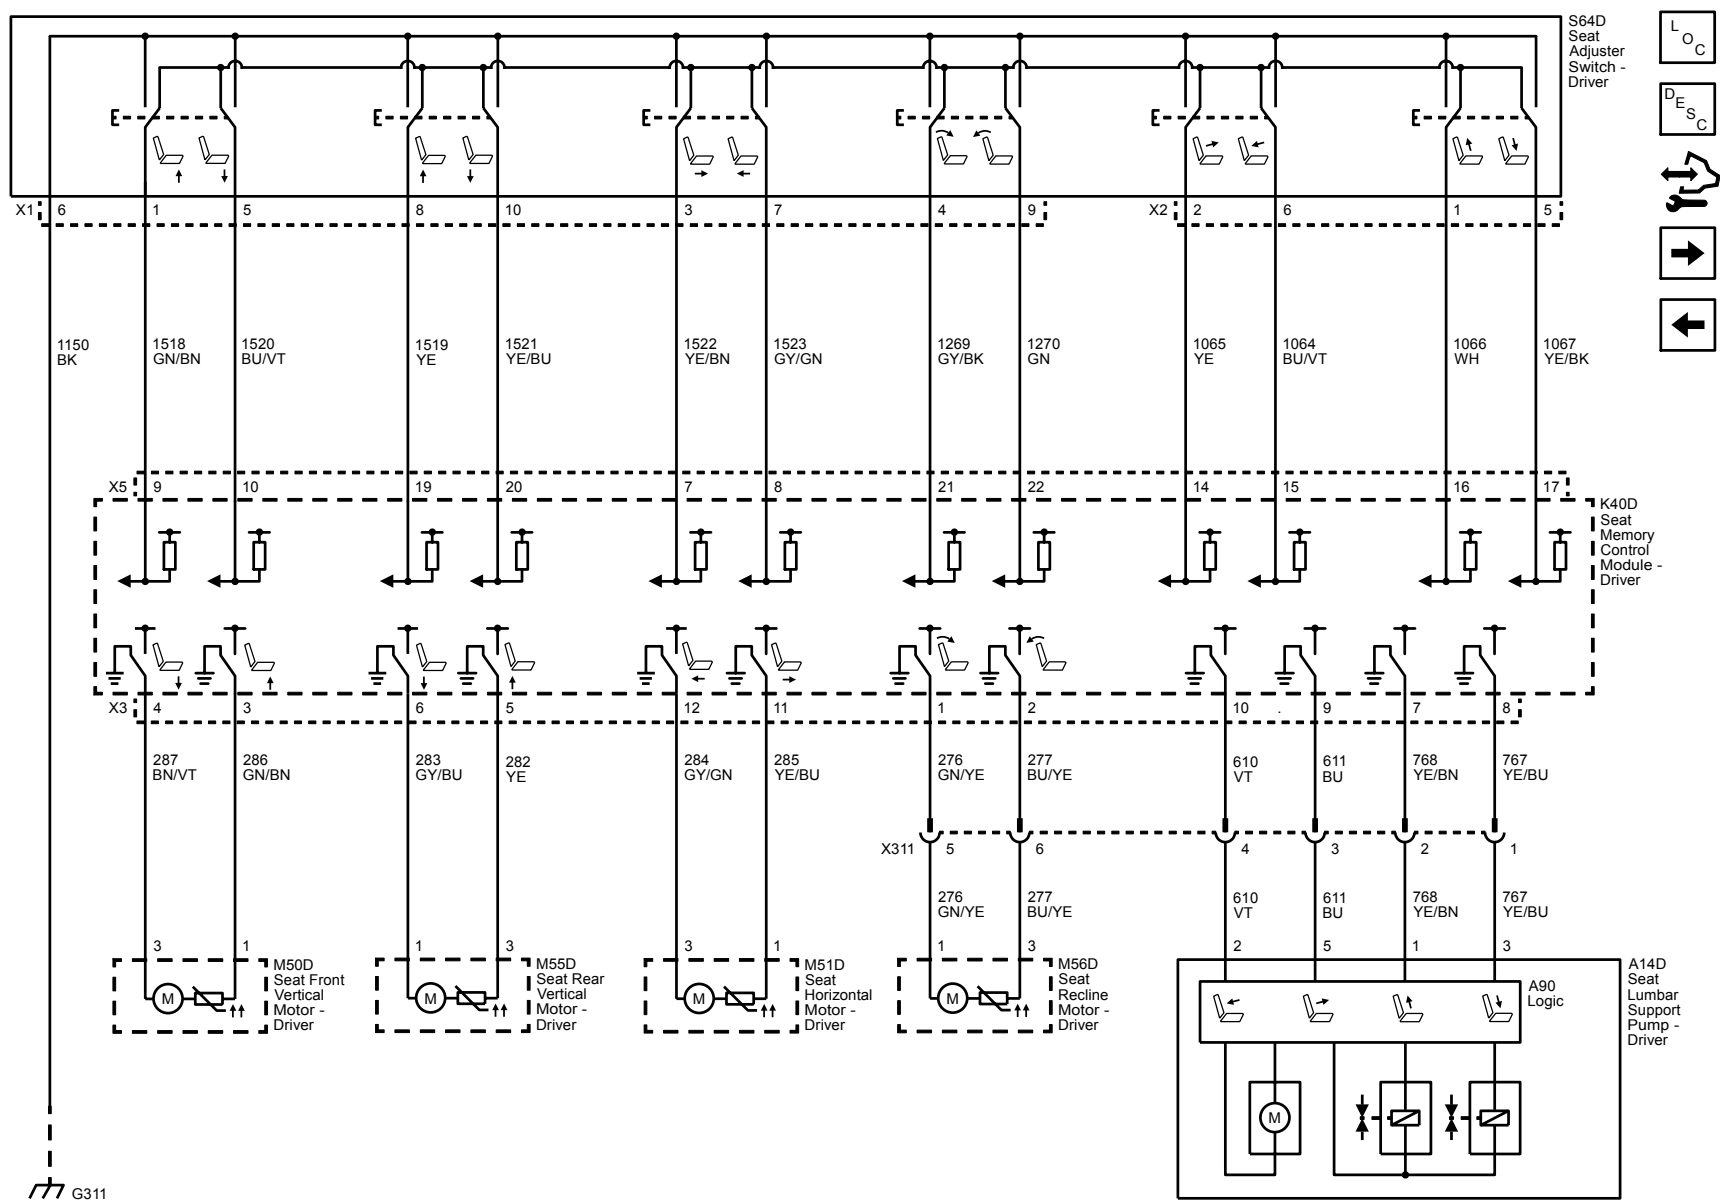 S64D
Seat
Adjuster
Switch -
Driver
L
O
C
D
E
S
C
X1 6 1 5 8 10 3 7 4 9 X2 2 6 1 5
1150 1518 1520 1519 1521 1522 1523 1269 1270 1065 1064 1066 1067
BK GN/BN BU/VT YE YE/BU YE/BN GY/GN GY/BK GN YE BU/VT WH YE/BK
X5 9 10 19 20 7 8 21 22 14 15 16 17
K40D
Seat
Memory
Control
Module -
Driver
X3 4 3 6 5 12 11 1 2 10 . 9 7 8
287 286 283 282 284 285 276 277 610 611 768 767
BN/VT GN/BN GY/BU YE GY/GN YE/BU GN/YE BU/YE VT BU YE/BN YE/BU
X311 5 6 4 3 2 1
276 277 610 611 768 767
GN/YE BU/YE VT BU YE/BN YE/BU
3 1 1 3 3 1 1 3 2 5 1 3
M50D
Seat Front
Vertical
Motor -
Driver
M
M55D
Seat Rear
Vertical
Motor -
Driver
M
M51D
Seat
Horizontal
Motor -
Driver
M
M56D
Seat
Recline
Motor -
Driver
M
A14D
Seat
Lumbar
Support
Pump -
Driver
A90
Logic
M
G311